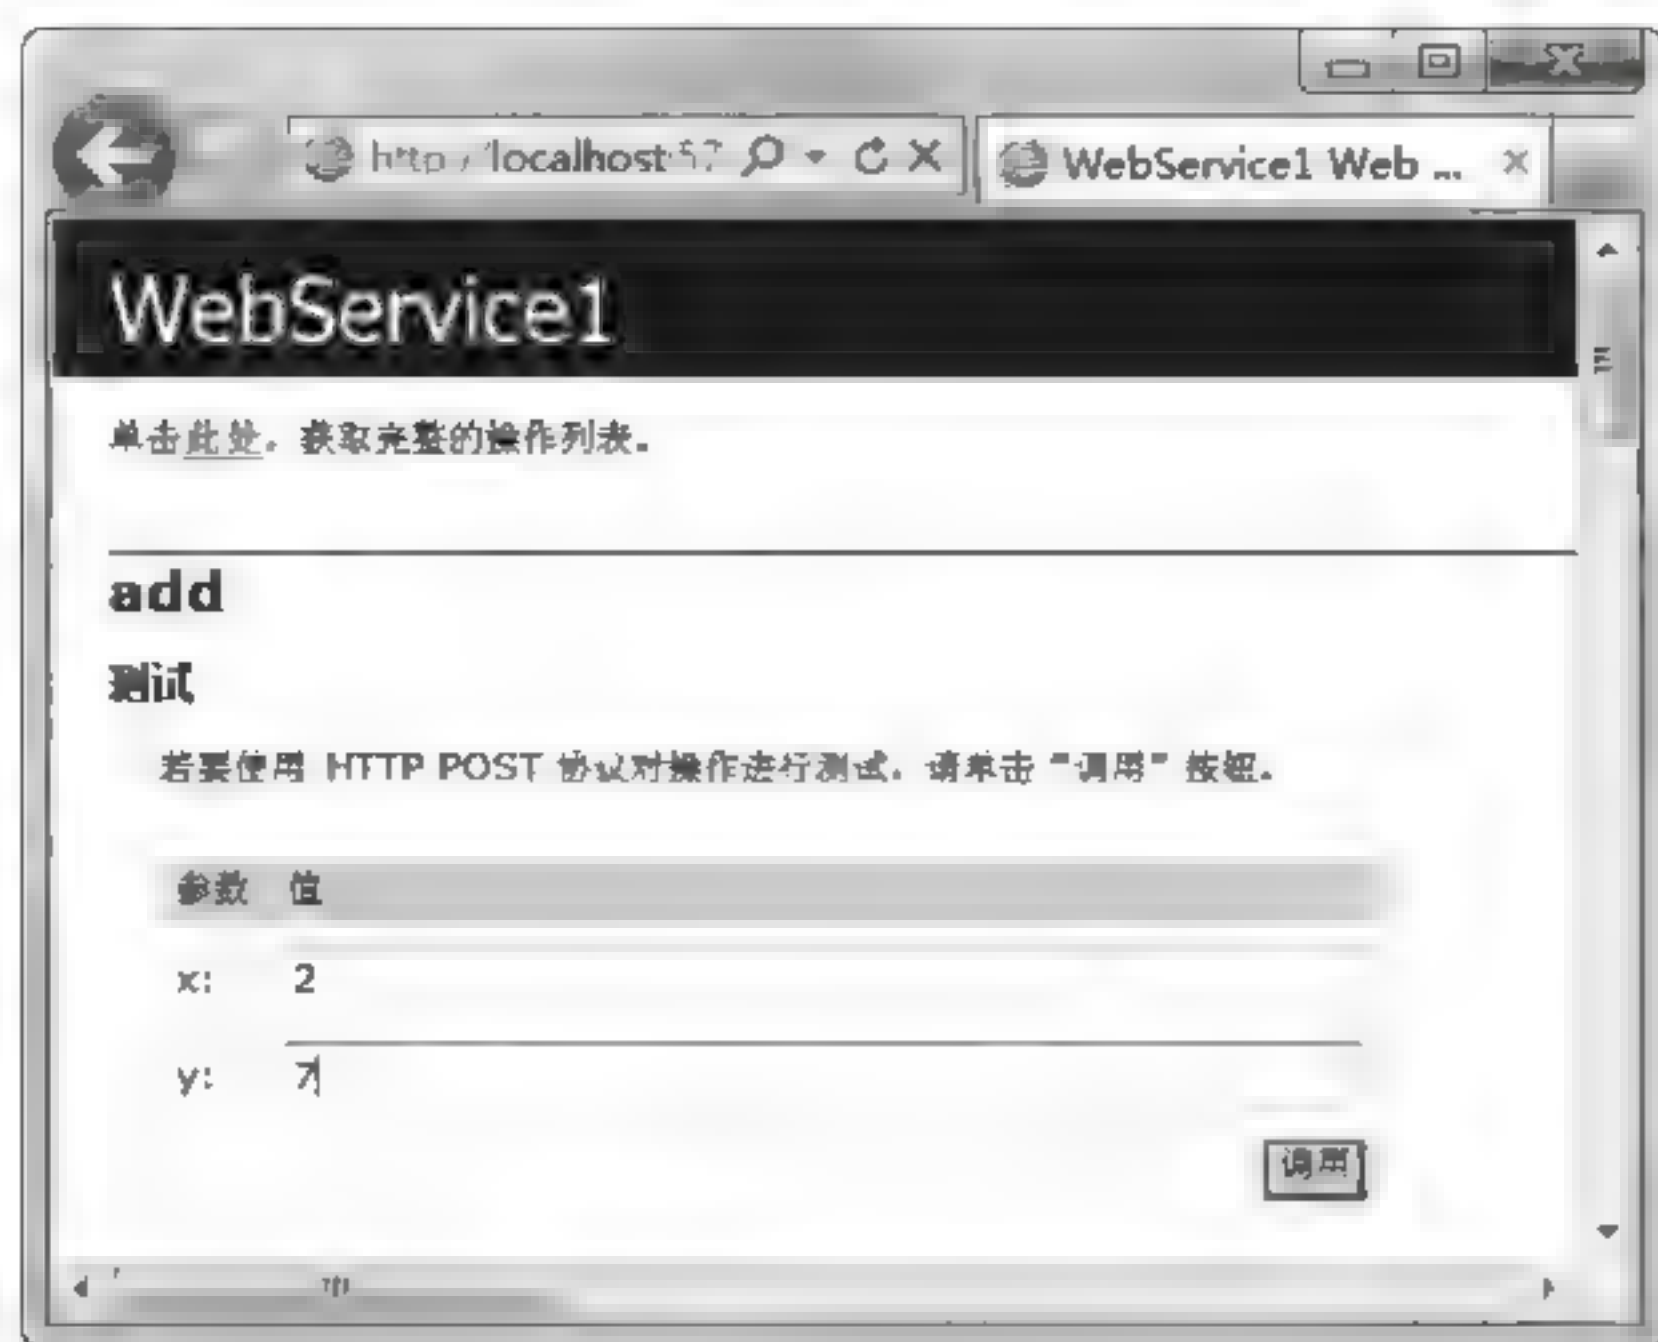 http://localhost:57
WebService1 Web ...
WebService1
单击此处，获取完整的操作列表。
add
测试
若要使用 HTTP POST 协议对操作进行测试，请单击“调用”按钮。
参数 值
x: 2
y: 7
调用